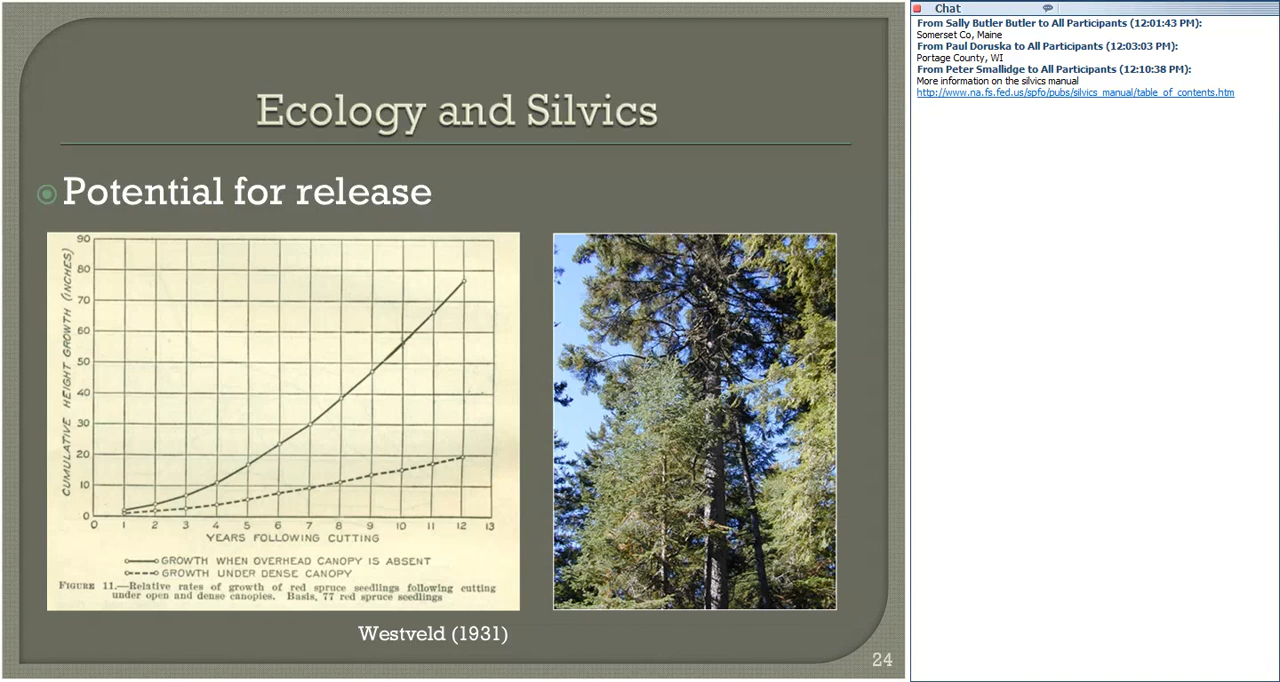 Ecology and Silvics
Potential for release
90
80
70
60
50
40
30
20
10
0
CUMULATIVE HEIGHT GROWTH (INCHES)
0 1 2 3 4 5 6 7 8 9 10 11 12 13
YEARS FOLLOWING CUTTING
GROWTH WHEN OVERHEAD CANOPY IS ABSENT
GROWTH UNDER DENSE CANOPY
FIGURE 11.—Relative rates of growth of red spruce seedlings following cutting
under open and dense canopies. Basis, 77 red spruce seedlings
Westveld (1931)
24
Chat
From Sally Butler Butler to All Participants (12:01:43 PM):
Somerset Co, Maine
From Paul Doruska to All Participants (12:03:03 PM):
Portage County, WI
From Peter Smallidge to All Participants (12:10:38 PM):
More information on the silvics manual
http://www.na.fs.fed.us/spfo/pubs/silvics_manual/table_of_contents.htm